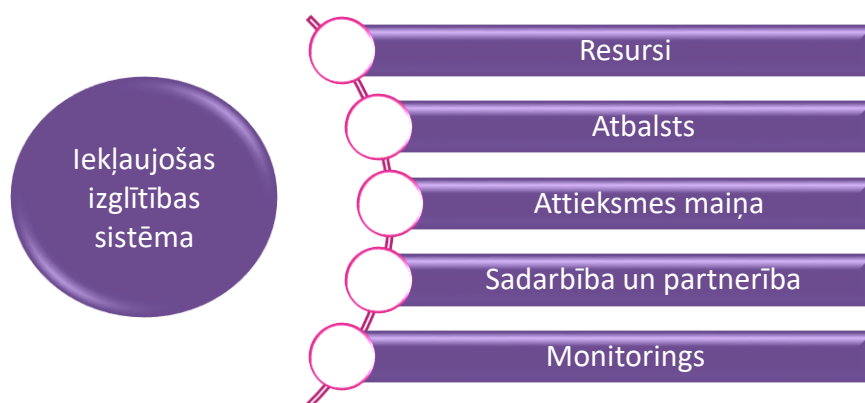 Iekļaujošas
izglītības
sistēma
Resursi
Atbalsts
Attieksmes maiņa
Sadarbība un partnerība
Monitorings